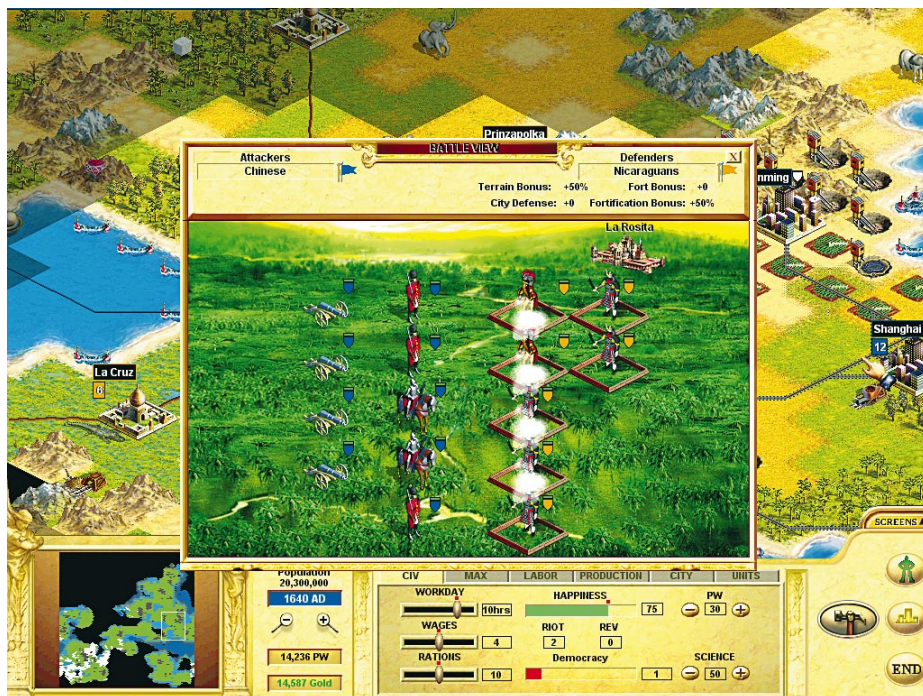 Prinzapolka
BATTLE VIEW
Attackers
Chinese
Defenders
Nicaraguans
X
Terrain Bonus: +50% Fort Bonus: +0
City Defense: +0 Fortification Bonus: +50%
nming
La Rosita
Shanghai
12
La Cruz
6
SCREENS
Population
20,300,000
1640 AD
14,236 PW
14,587 Gold
CIV MAX LABOR PRODUCTION CITY UNITS
WORKDAY
10hrs
HAPPINESS
75
PW
30
WAGES
4
RIOT
2
REV
0
RATIONS
10
Democracy
1
SCIENCE
50
END